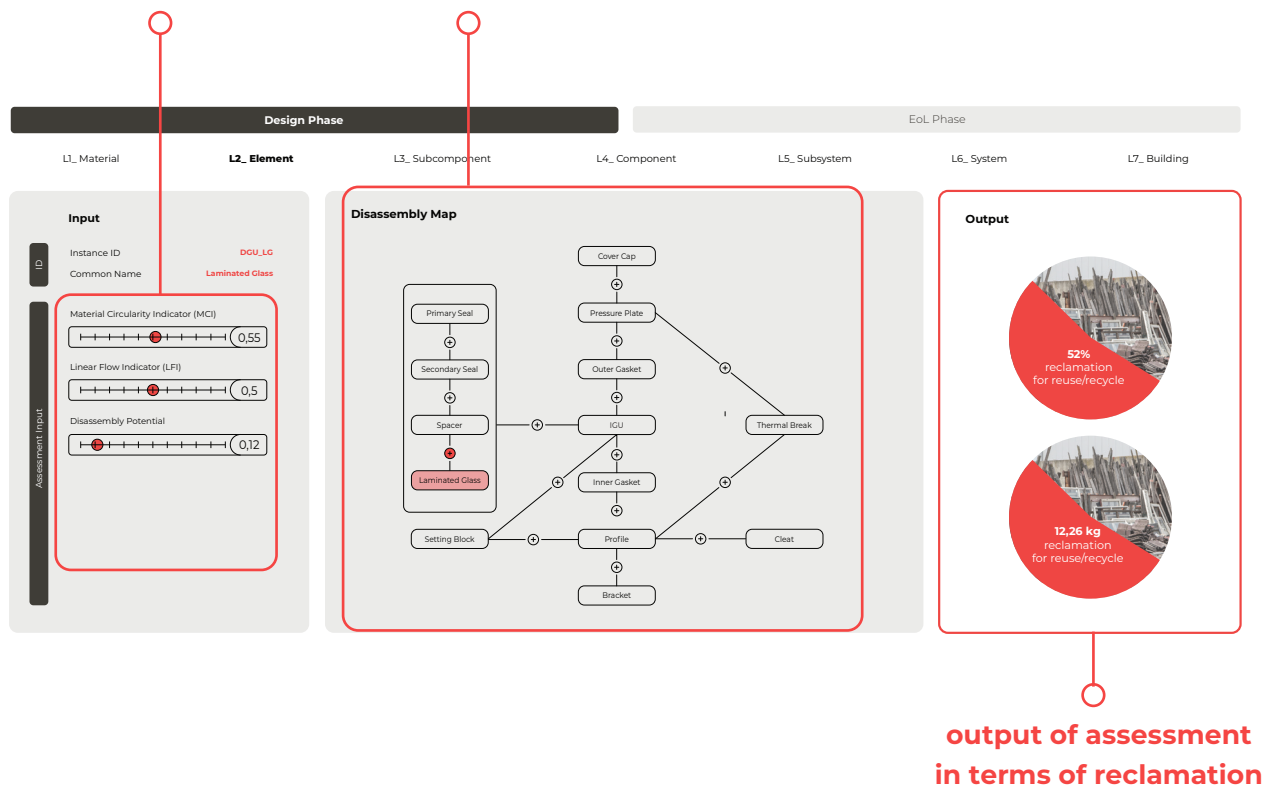 Design Phase
EoL Phase
L1_ Material
L2_ Element
L3_ Subcomponent
L4_ Component
L5_ Subsystem
L6_ System
L7_ Building
Input
ID
Instance ID
DGU_LG
Common Name
Laminated Glass
Assessment Input
Material Circularity Indicator (MCI)
0,55
Linear Flow Indicator (LFI)
0,5
Disassembly Potential
0,12
Disassembly Map
Cover Cap
Primary Seal
Pressure Plate
Secondary Seal
Outer Gasket
Spacer
IGU
Thermal Break
Laminated Glass
Inner Gasket
Setting Block
Profile
Cleat
Bracket
Output
52%
reclamation
for reuse/recycle
12,26 kg
reclamation
for reuse/recycle
output of assessment
in terms of reclamation